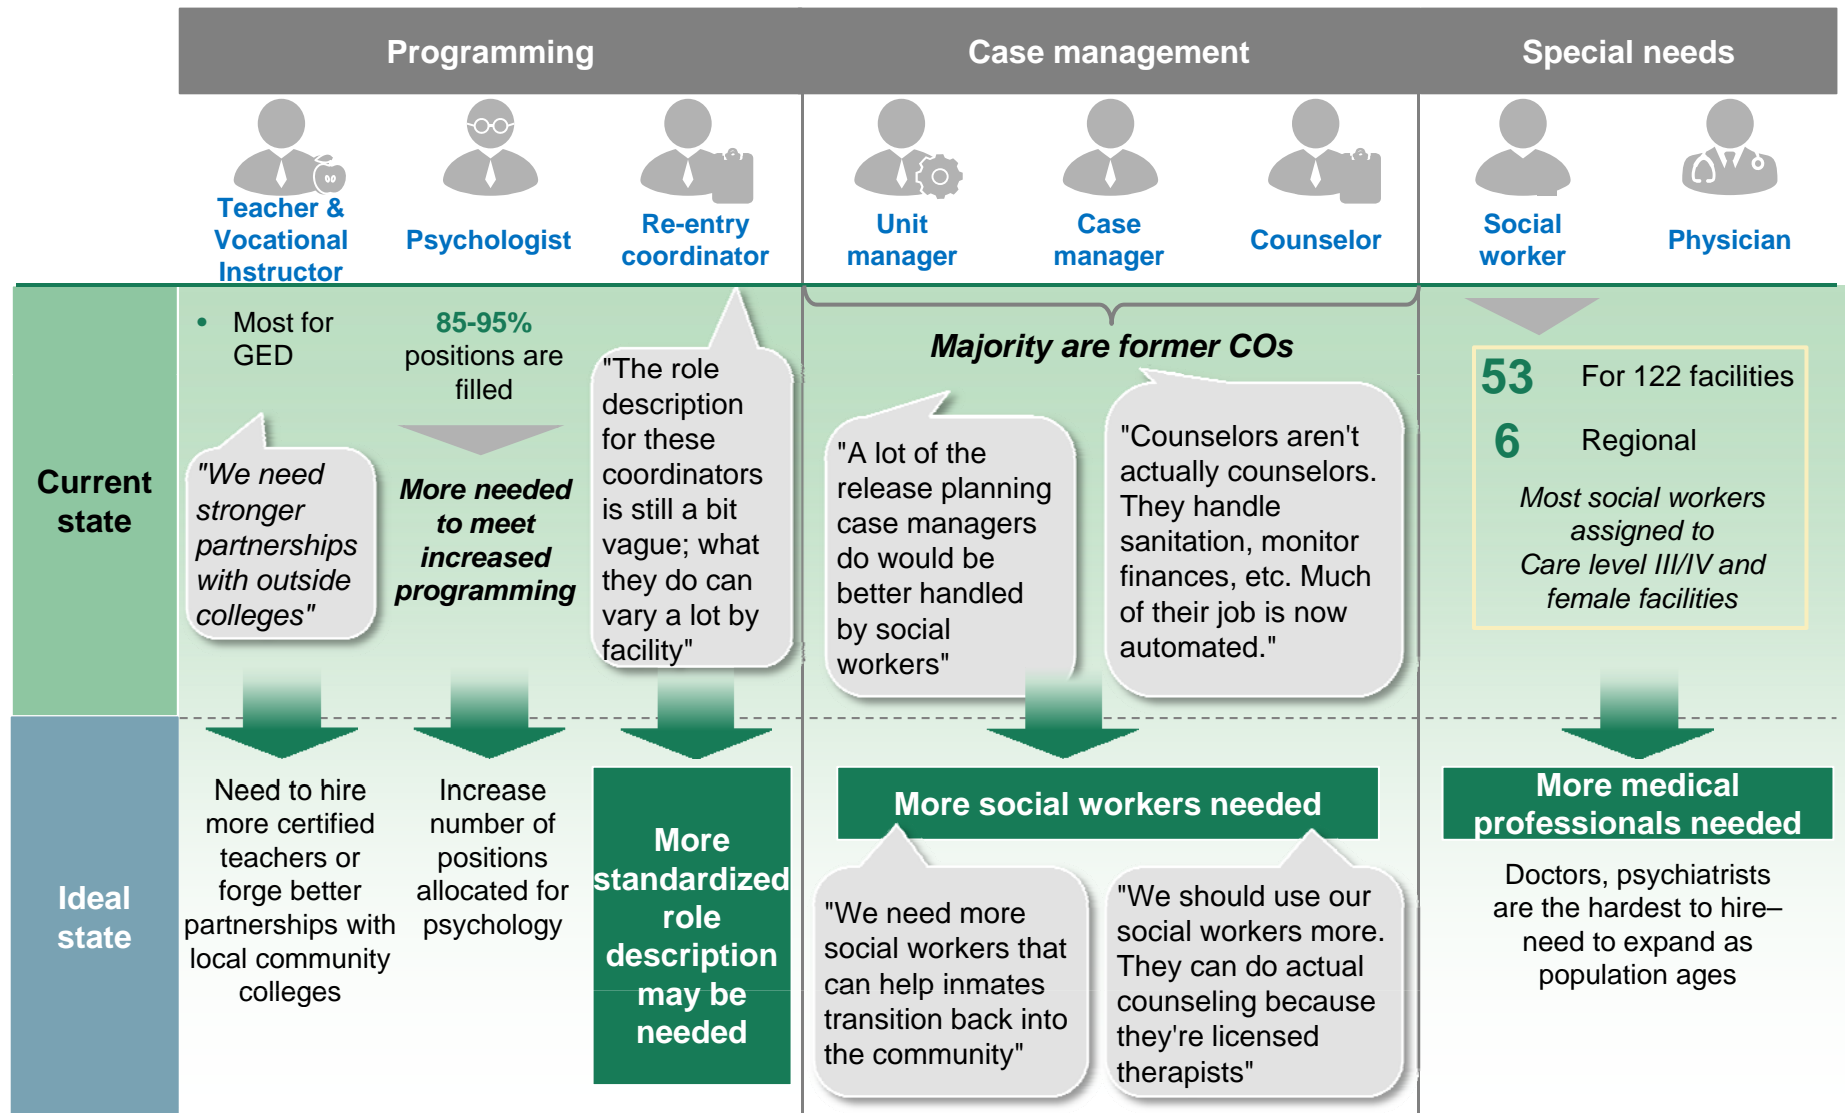 Programming
Case management
Special needs
Teacher &
Vocational
Instructor
Psychologist
Re-entry
coordinator
Unit
manager
Case
manager
Counselor
Social
worker
Physician
Current
state
• Most for
GED
"We need
stronger
partnerships
with outside
colleges"
85-95%
positions are
filled
More needed
to meet
increased
programming
"The role
description
for these
coordinators
is still a bit
vague; what
they do can
vary a lot by
facility"
Majority are former COs
"A lot of the
release planning
case managers
do would be
better handled
by social
workers"
"Counselors aren't
actually counselors.
They handle
sanitation, monitor
finances, etc. Much
of their job is now
automated."
53 For 122 facilities
6 Regional
Most social workers
assigned to
Care level III/IV and
female facilities
Ideal
state
Need to hire
more certified
teachers or
forge better
partnerships with
local community
colleges
Increase
number of
positions
allocated for
psychology
More
standardized
role
description
may be
needed
More social workers needed
"We need more
social workers that
can help inmates
transition back into
the community"
"We should use our
social workers more.
They can do actual
counseling because
they're licensed
therapists"
More medical
professionals needed
Doctors, psychiatrists
are the hardest to hire–
need to expand as
population ages